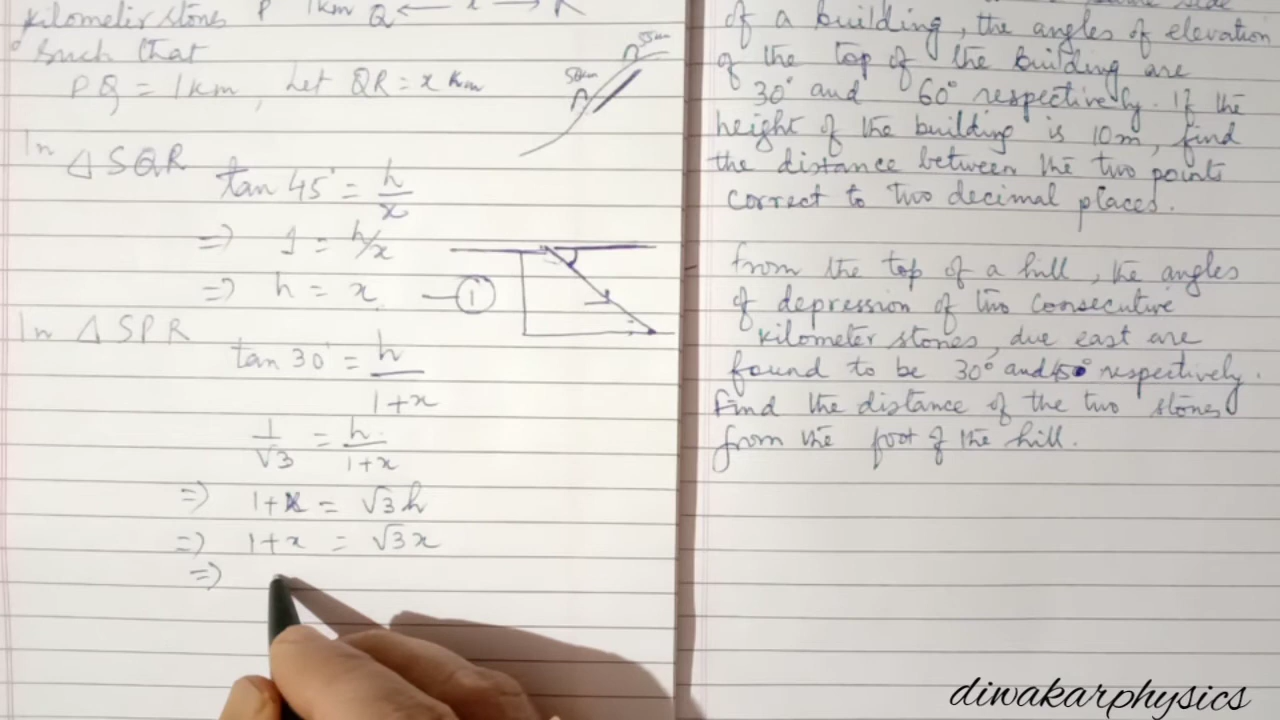 kilometer stones P 1km Q ← x → R
such that
PQ = 1km, Let QR = x km
55km
50km
In △SQR
tan 45° = h/x
⇒ 1 = h/x
⇒ h = x — ①
In △SPR
tan 30° = h/1+x
1/√3 = h/1+x
⇒ 1+x = √3h
⇒ 1+x = √3x
⇒
same side
of a building, the angles of elevation
of the top of the building are
30° and 60° respectively. If the
height of the building is 10m, find
the distance between the two points
correct to two decimal places.
from the top of a hill, the angles
of depression of two consecutive
kilometer stones, due east are
found to be 30° and 45° respectively.
Find the distance of the two stones
from the foot of the hill.
diwakarphysics